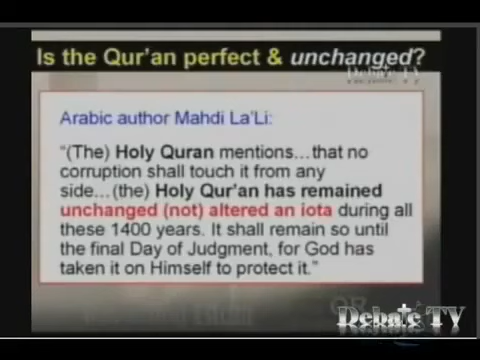 Is the Qur'an perfect & unchanged?
Debate TV
Arabic author Mahdi La'Li:
"(The) Holy Quran mentions…that no
corruption shall touch it from any
side…(the) Holy Qur'an has remained
unchanged (not) altered an iota during all
these 1400 years. It shall remain so until
the final Day of Judgment, for God has
taken it on Himself to protect it."
Debate TV